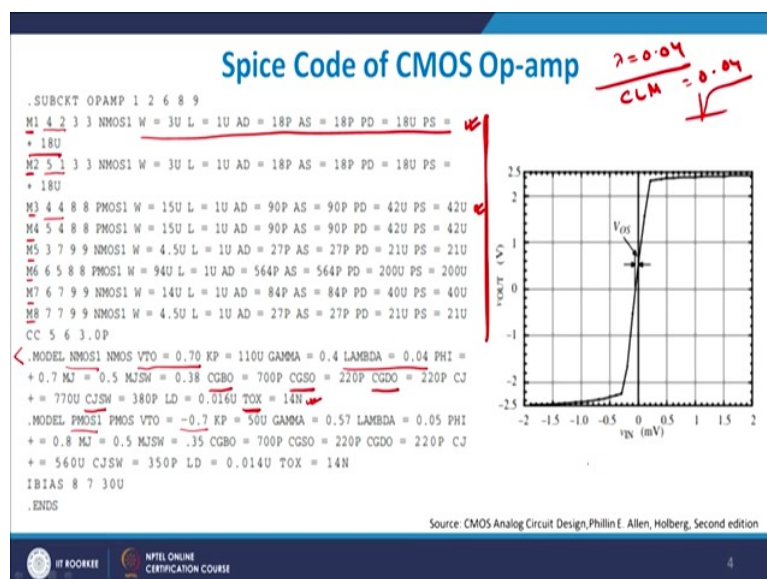 Spice Code of CMOS Op-amp
λ=0.04
CLM = 0.04
.SUBCKT OPAMP 1 2 6 8 9
M1 4 2 3 3 NMOS1 W = 3U L = 1U AD = 18P AS = 18P PD = 18U PS =
+ 18U
M2 5 1 3 3 NMOS1 W = 3U L = 1U AD = 18P AS = 18P PD = 18U PS =
+ 18U
M3 4 4 8 8 PMOS1 W = 15U L = 1U AD = 90P AS = 90P PD = 42U PS = 42U
M4 5 4 8 8 PMOS1 W = 15U L = 1U AD = 90P AS = 90P PD = 42U PS = 42U
M5 3 7 9 9 NMOS1 W = 4.5U L = 1U AD = 27P AS = 27P PD = 21U PS = 21U
M6 6 5 8 8 PMOS1 W = 94U L = 1U AD = 564P AS = 564P PD = 200U PS = 200U
M7 6 7 9 9 NMOS1 W = 14U L = 1U AD = 84P AS = 84P PD = 40U PS = 40U
M8 7 7 9 9 NMOS1 W = 4.5U L = 1U AD = 27P AS = 27P PD = 21U PS = 21U
CC 5 6 3.0P
.MODEL NMOS1 NMOS VTO = 0.70 KP = 110U GAMMA = 0.4 LAMBDA = 0.04 PHI =
+ 0.7 MJ = 0.5 MJSW = 0.38 CGBO = 700P CGSO = 220P CGDO = 220P CJ
+ = 770U CJSW = 380P LD = 0.016U TOX = 14N
.MODEL PMOS1 PMOS VTO = -0.7 KP = 50U GAMMA = 0.57 LAMBDA = 0.05 PHI
+ = 0.8 MJ = 0.5 MJSW = .35 CGBO = 700P CGSO = 220P CGDO = 220P CJ
+ = 560U CJSW = 350P LD = 0.014U TOX = 14N
IBIAS 8 7 30U
.ENDS
2.5
2
1
0
-1
-2
-2.5
VOUT (V)
VOS
-2 -1.5 -1.0 -0.5 0 0.5 1 1.5 2
vIN (mV)
Source: CMOS Analog Circuit Design,Phillin E. Allen, Holberg, Second edition
IIT ROORKEE
NPTEL ONLINE
CERTIFICATION COURSE
4